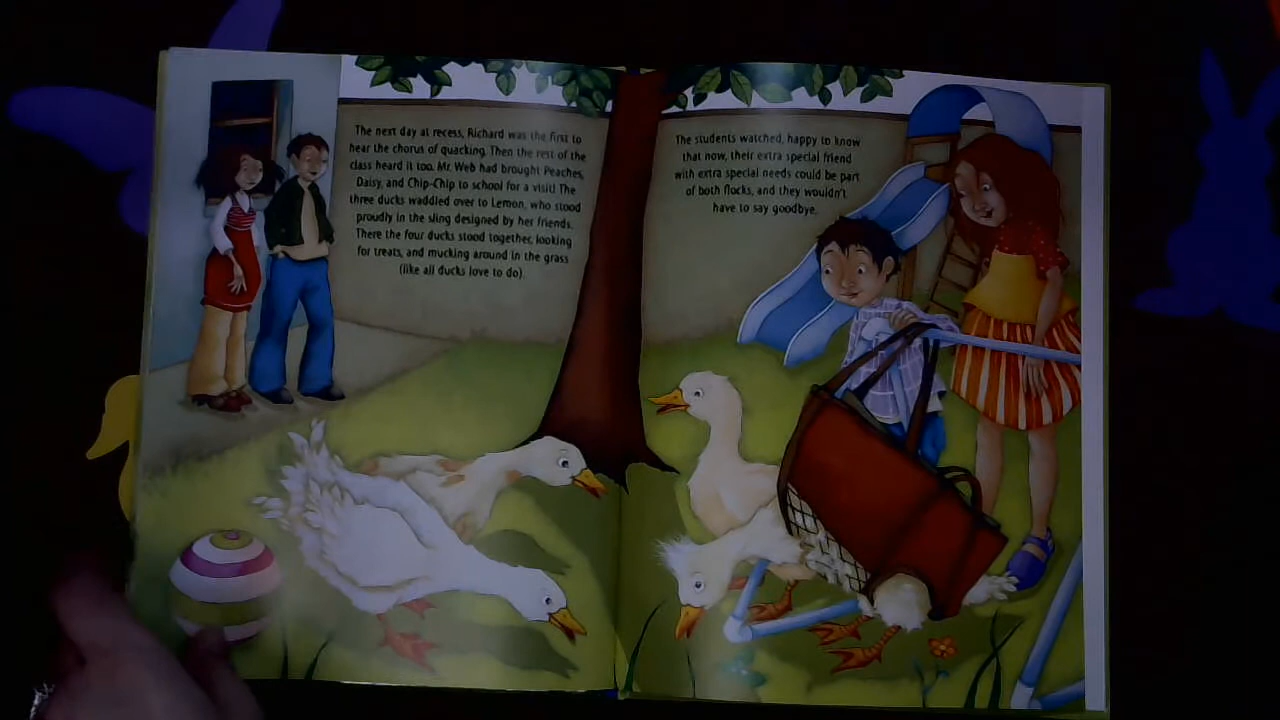 The next day at recess, Richard was the first to
hear the chorus of quacking. Then the rest of the
class heard it too. Mr. Web had brought Peaches,
Daisy, and Chip-Chip to school for a visit! The
three ducks waddled over to Lemon, who stood
proudly in the sling designed by her friends.
There the four ducks stood together, looking
for treats, and mucking around in the grass
(like all ducks love to do).
The students watched, happy to know
that now, their extra special friend
with extra special needs could be part
of both flocks, and they wouldn't
have to say goodbye.